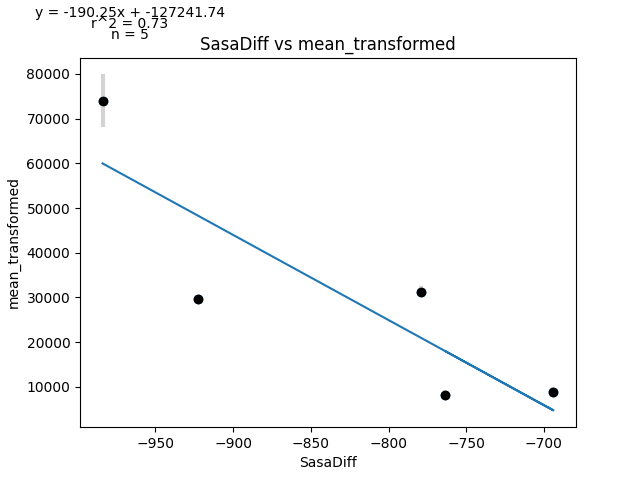 y = -190.25x + -127241.74
r^2 = 0.73
n = 5
SasaDiff vs mean_transformed
80000
70000
60000
50000
40000
30000
20000
10000
mean_transformed
−950
−900
−850
−800
−750
−700
SasaDiff